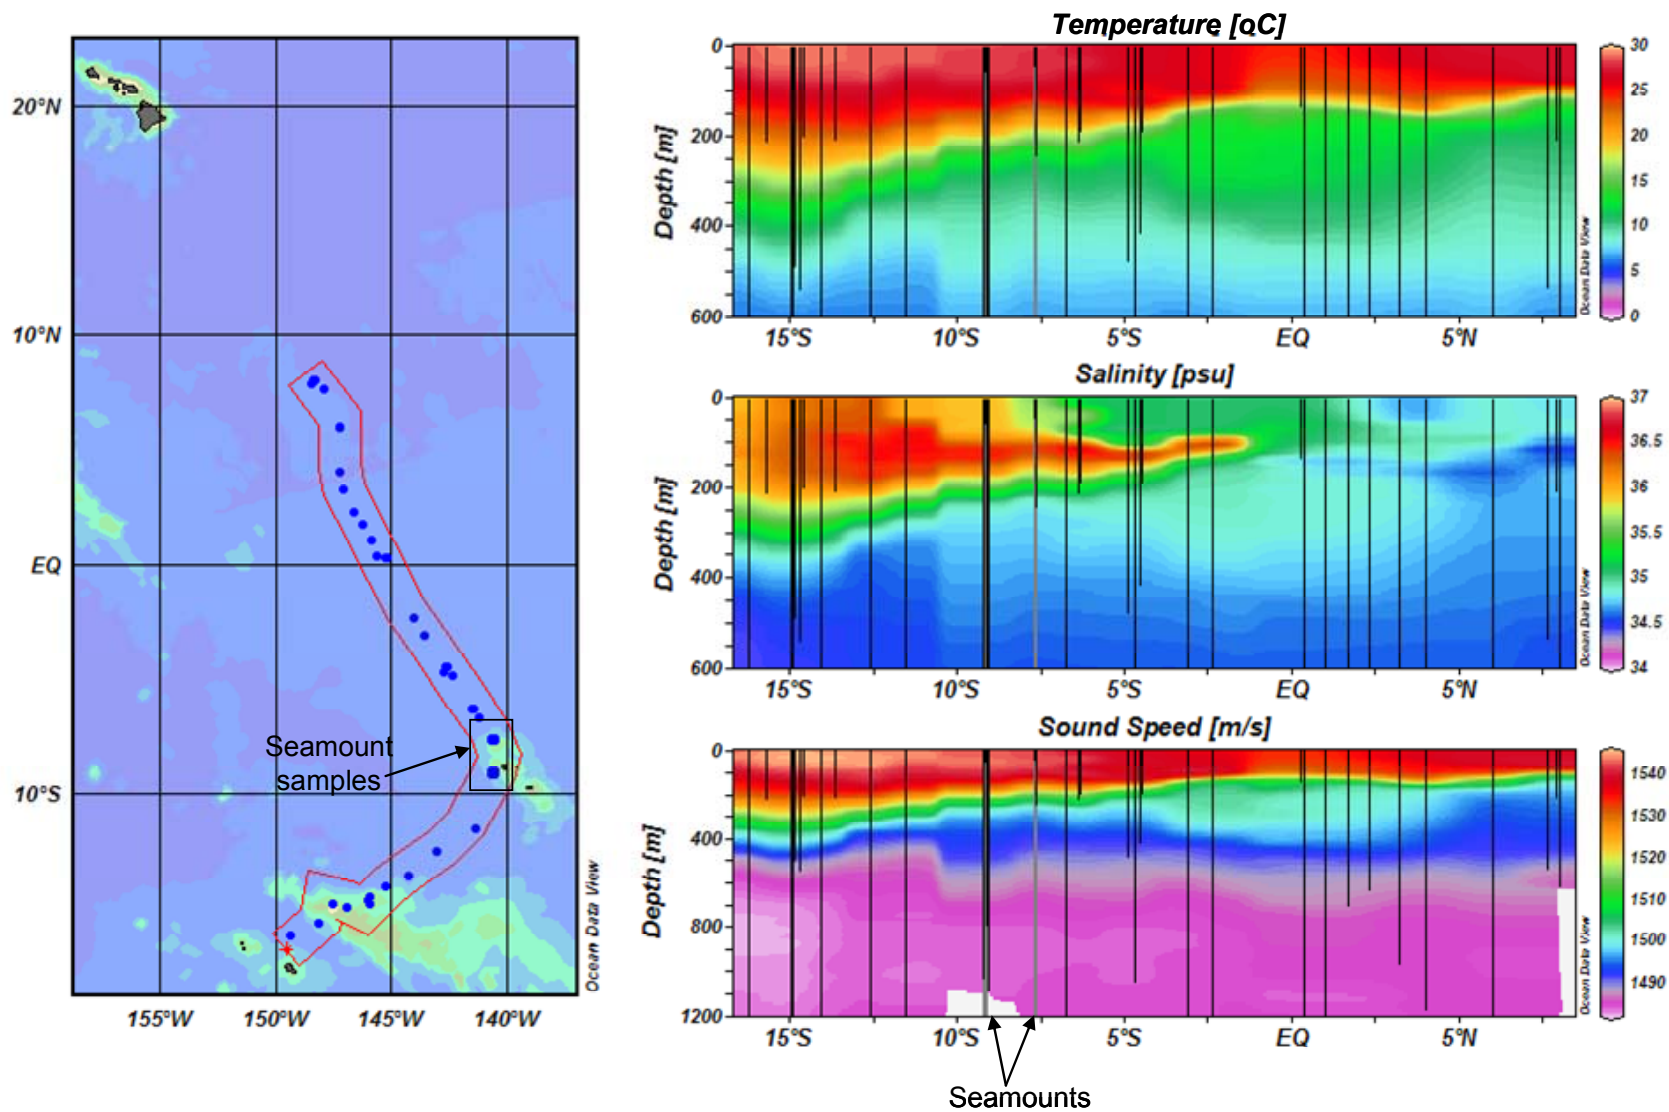 20°N
10°N
EQ
10°S
155°W
150°W
145°W
140°W
Seamount
samples
Ocean Data View
Temperature [oC]
Depth [m]
0
200
400
600
15°S
10°S
5°S
EQ
5°N
30
25
20
15
10
5
0
Ocean Data View
Salinity [psu]
Depth [m]
0
200
400
600
15°S
10°S
5°S
EQ
5°N
37
36.5
36
35.5
35
34.5
34
Ocean Data View
Sound Speed [m/s]
Depth [m]
0
400
800
1200
15°S
10°S
5°S
EQ
5°N
1540
1530
1520
1510
1500
1490
Ocean Data View
Seamounts